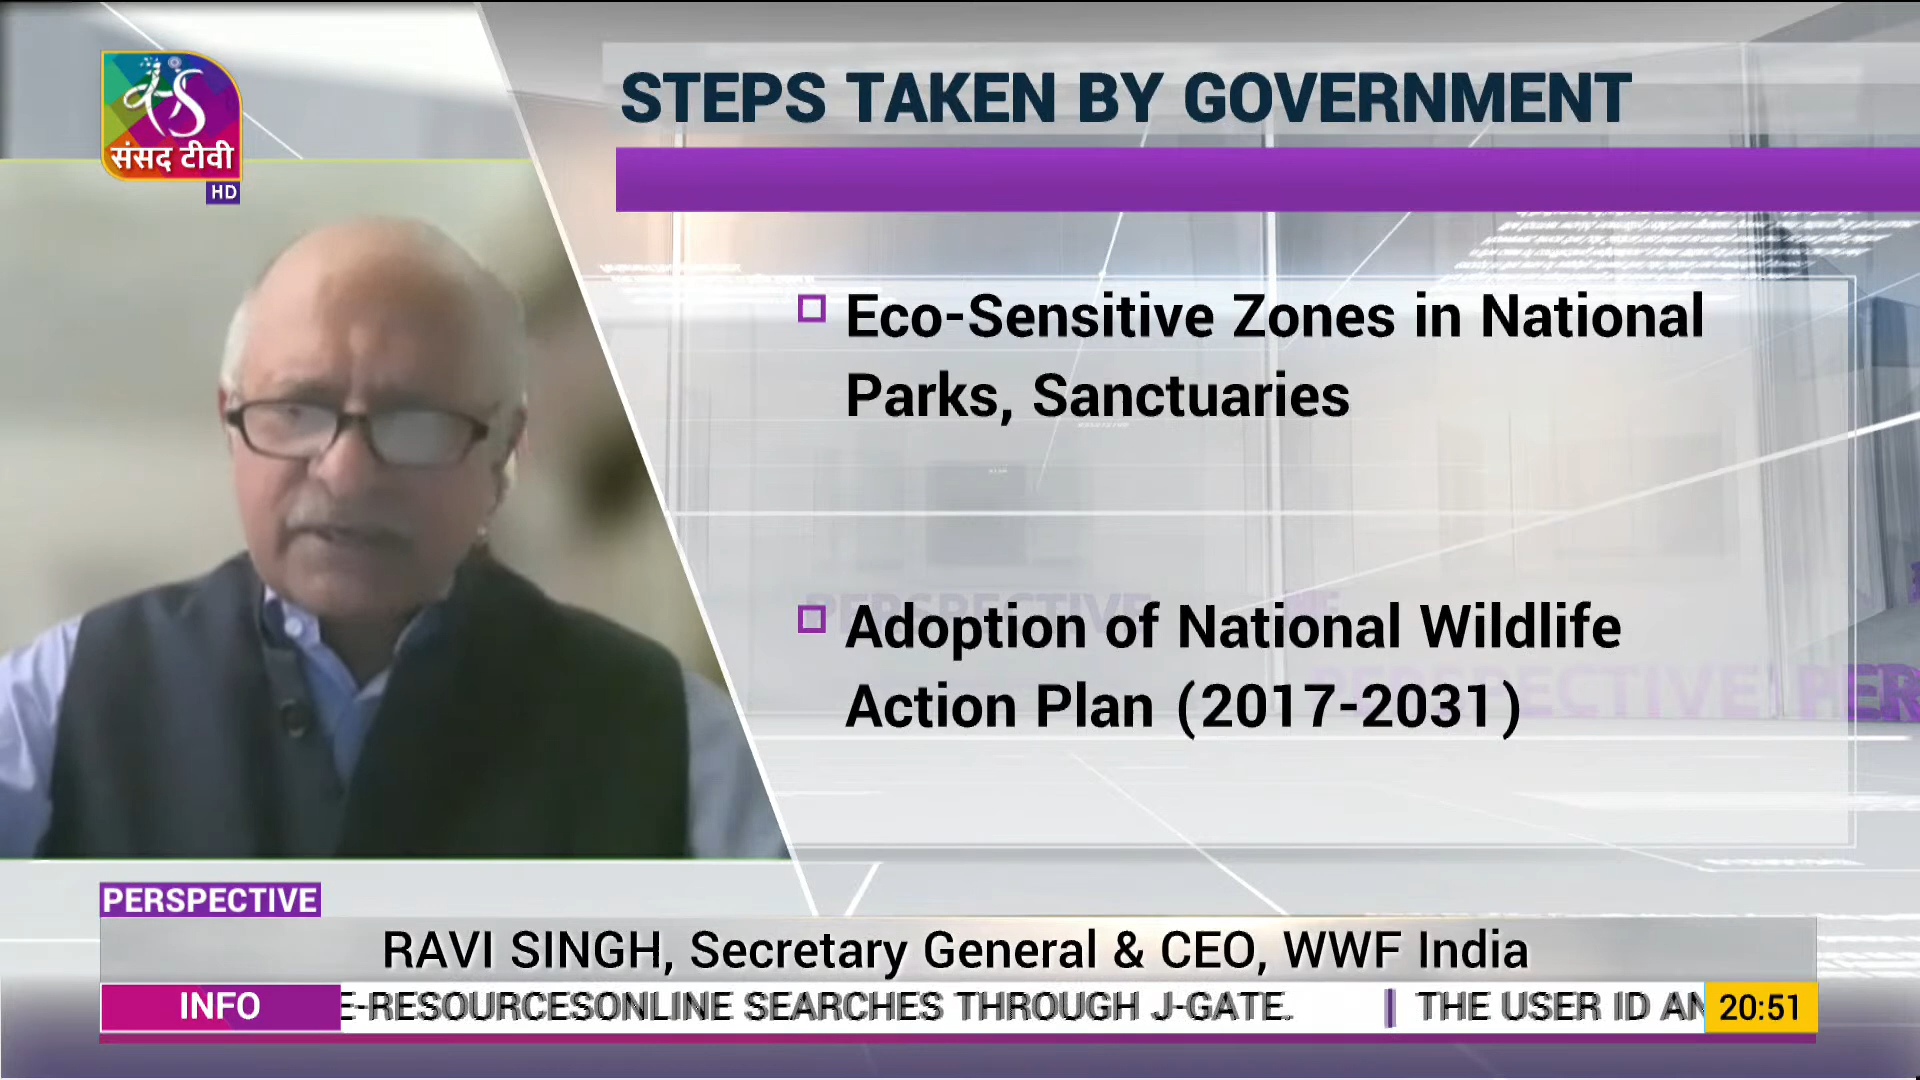 STEPS TAKEN BY GOVERNMENT
संसद टीवी
HD
Eco-Sensitive Zones in National
Parks, Sanctuaries
Adoption of National Wildlife
Action Plan (2017-2031)
PERSPECTIVE
RAVI SINGH, Secretary General & CEO, WWF India
INFO
E-RESOURCESONLINE SEARCHES THROUGH J-GATE. | THE USER ID AN
20:51